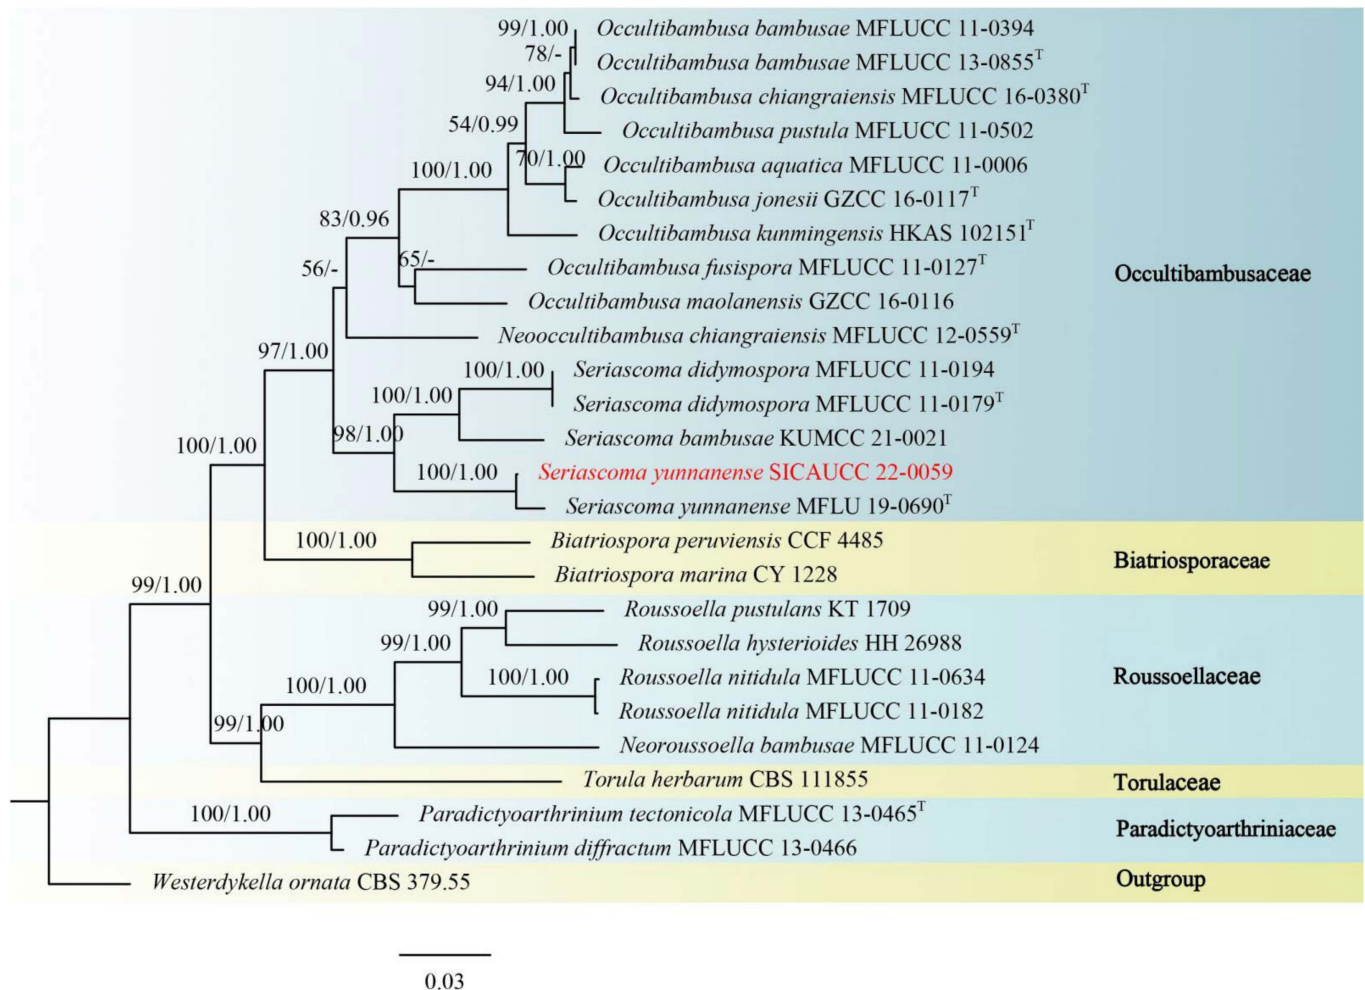 99/1.00 Occultibambusa bambusae MFLUCC 11-0394
78/- Occultibambusa bambusae MFLUCC 13-0855T
94/1.00 Occultibambusa chiangraiensis MFLUCC 16-0380T
54/0.99 Occultibambusa pustula MFLUCC 11-0502
70/1.00 Occultibambusa aquatica MFLUCC 11-0006
100/1.00 Occultibambusa jonesii GZCC 16-0117T
83/0.96 Occultibambusa kunmingensis HKAS 102151T
56/- 65/- Occultibambusa fusispora MFLUCC 11-0127T
Occultibambusaceae
Occultibambusa maolanensis GZCC 16-0116
Neooccultibambusa chiangraiensis MFLUCC 12-0559T
97/1.00
100/1.00 Seriascoma didymospora MFLUCC 11-0194
100/1.00 Seriascoma didymospora MFLUCC 11-0179T
100/1.00 98/1.00 Seriascoma bambusae KUMCC 21-0021
100/1.00 Seriascoma yunnanense SICAUCC 22-0059
Seriascoma yunnanense MFLU 19-0690T
100/1.00 Biatriospora peruviensis CCF 4485
Biatriosporaceae
99/1.00 Biatriospora marina CY 1228
99/1.00 Roussoella pustulans KT 1709
99/1.00 Roussoella hysterioides HH 26988
100/1.00 100/1.00 Roussoella nitidula MFLUCC 11-0634
Roussoellaceae
99/1.00 Roussoella nitidula MFLUCC 11-0182
Neoroussoella bambusae MFLUCC 11-0124
Torula herbarum CBS 111855
Torulaceae
100/1.00 Paradictyoarthrinium tectonicola MFLUCC 13-0465T
Paradictyoarthriniaceae
Paradictyoarthrinium diffractum MFLUCC 13-0466
Westerdykella ornata CBS 379.55
Outgroup
0.03